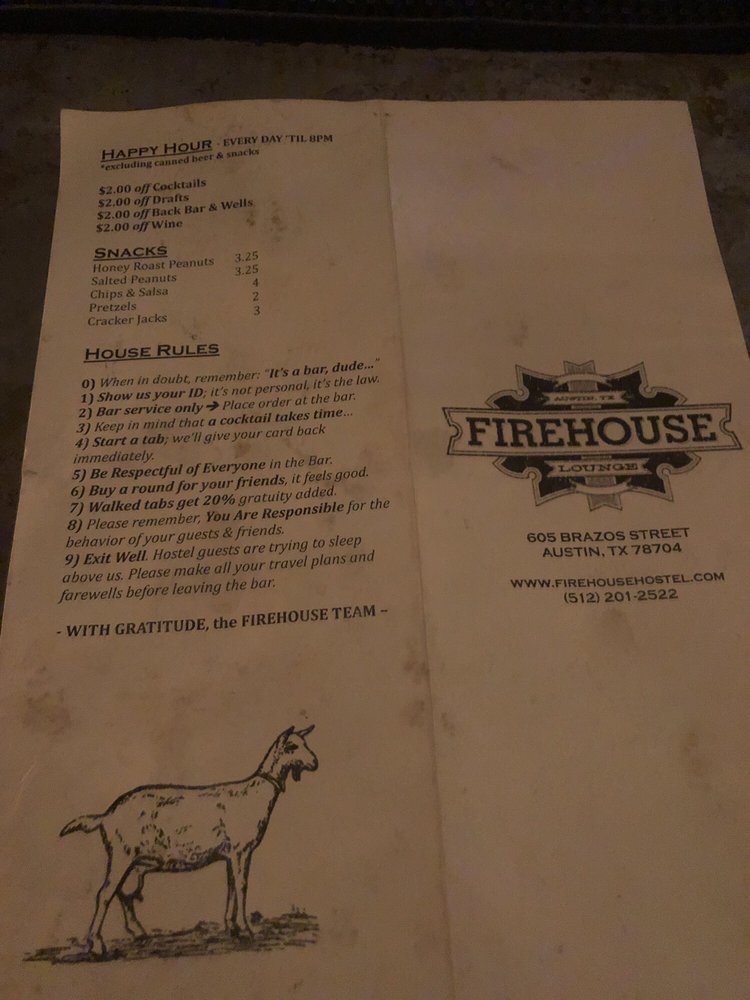 HAPPY HOUR - EVERY DAY 'TIL 8PM
*excluding canned beer & snacks
$2.00 off Cocktails
$2.00 off Drafts
$2.00 off Back Bar & Wells
$2.00 off Wine
SNACKS
Honey Roast Peanuts 3.25
Salted Peanuts 3.25
Chips & Salsa 4
Pretzels 2
Cracker Jacks 3
HOUSE RULES
0) When in doubt, remember: "It's a bar, dude..."
1) Show us your ID; it's not personal, it's the law.
2) Bar service only ➔ Place order at the bar.
3) Keep in mind that a cocktail takes time...
4) Start a tab; we'll give your card back
immediately.
5) Be Respectful of Everyone in the Bar.
6) Buy a round for your friends, it feels good.
7) Walked tabs get 20% gratuity added.
8) Please remember, You Are Responsible for the
behavior of your guests & friends.
9) Exit Well. Hostel guests are trying to sleep
above us. Please make all your travel plans and
farewells before leaving the bar.
- WITH GRATITUDE, the FIREHOUSE TEAM –
AUSTIN, TX
FIREHOUSE
LOUNGE
605 BRAZOS STREET
AUSTIN, TX 78704
WWW.FIREHOUSEHOSTEL.COM
(512) 201-2522